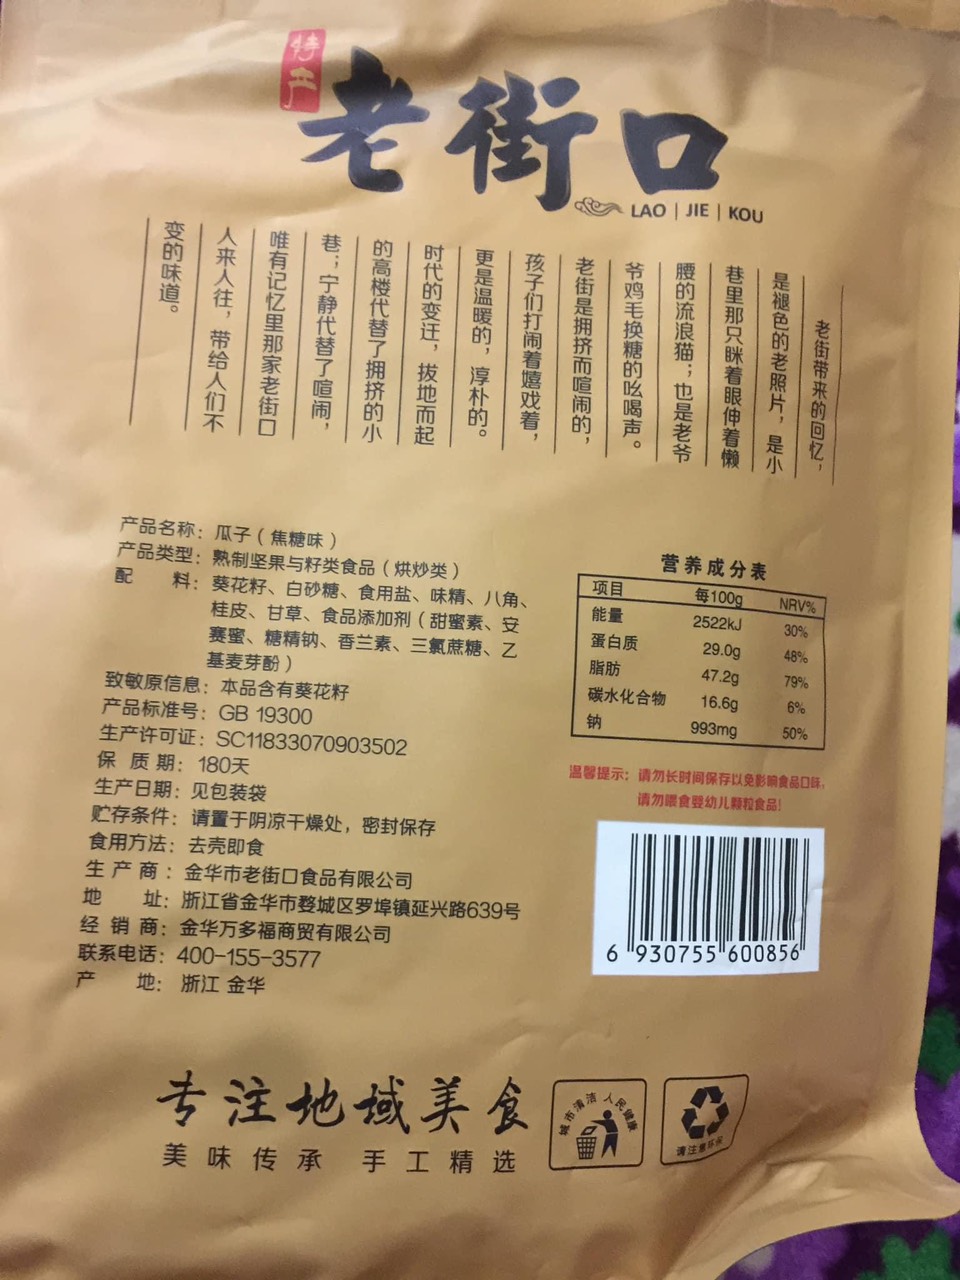 特产
老街口
LAO | JIE | KOU
老街带来的回忆，
是褪色的老照片，是小
巷里那只眯着眼伸着懒
腰的流浪猫；也是老爷
爷鸡毛换糖的吆喝声。
老街是拥挤而喧闹的，
孩子们打闹着嬉戏着，
更是温暖的，淳朴的。
时代的变迁，拔地而起
的高楼代替了拥挤的小
巷；宁静代替了喧闹，
唯有记忆里那家老街口
人来人往，带给人们不
变的味道。
产品名称：瓜子（焦糖味）
产品类型：熟制坚果与籽类食品（烘炒类）
配 料：葵花籽、白砂糖、食用盐、味精、八角、
桂皮、甘草、食品添加剂（甜蜜素、安
赛蜜、糖精钠、香兰素、三氯蔗糖、乙
基麦芽酚）
致敏原信息：本品含有葵花籽
产品标准号：GB 19300
生产许可证：SC11833070903502
保 质 期：180天
生产日期：见包装袋
贮存条件：请置于阴凉干燥处，密封保存
食用方法：去壳即食
生 产 商：金华市老街口食品有限公司
地 址：浙江省金华市婺城区罗埠镇延兴路639号
经 销 商：金华万多福商贸有限公司
联系电话：400-155-3577
产 地：浙江 金华
营养成分表
项目 每100g NRV%
能量 2522kJ 30%
蛋白质 29.0g 48%
脂肪 47.2g 79%
碳水化合物 16.6g 6%
钠 993mg 50%
温馨提示：请勿长时间保存以免影响食品口味，
请勿喂食婴幼儿颗粒食品！
6 930755 600856
专注地域美食
美味传承 手工精选
城市清洁 人民健康
请注意环保